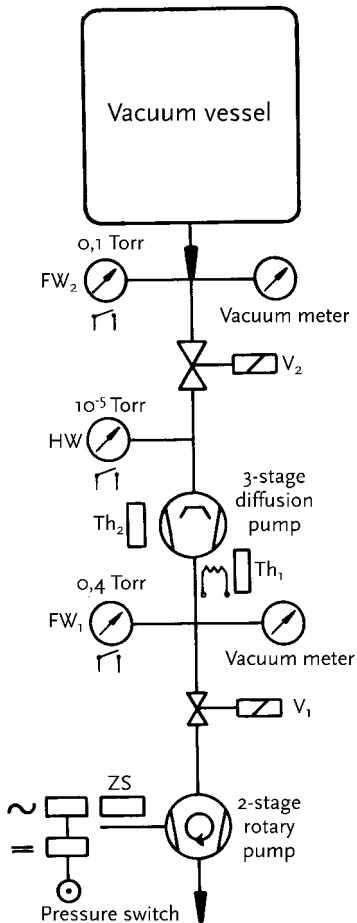 Vacuum vessel
0,1 Torr
FW₂
Vacuum meter
V₂
10⁻⁵ Torr
HW
3-stage
diffusion
pump
Th₂
Th₁
0,4 Torr
FW₁
Vacuum meter
V₁
ZS
~
=
2-stage
rotary
pump
Pressure switch